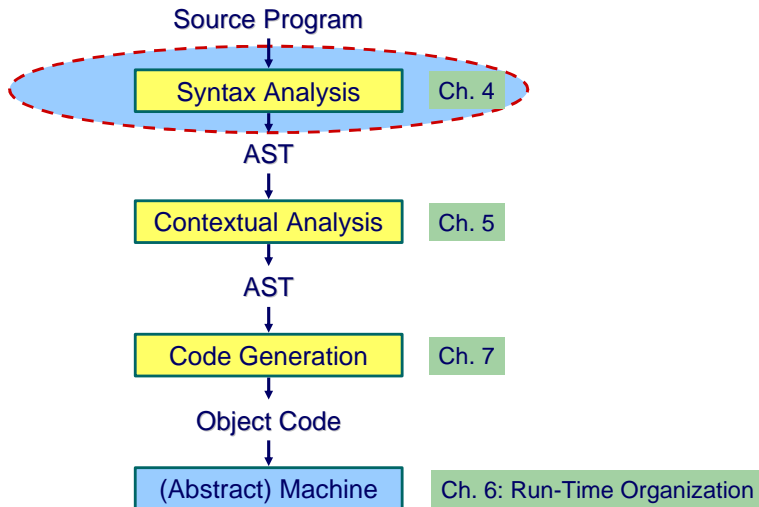 Source Program
Syntax Analysis Ch. 4
AST
Contextual Analysis Ch. 5
AST
Code Generation Ch. 7
Object Code
(Abstract) Machine Ch. 6: Run-Time Organization